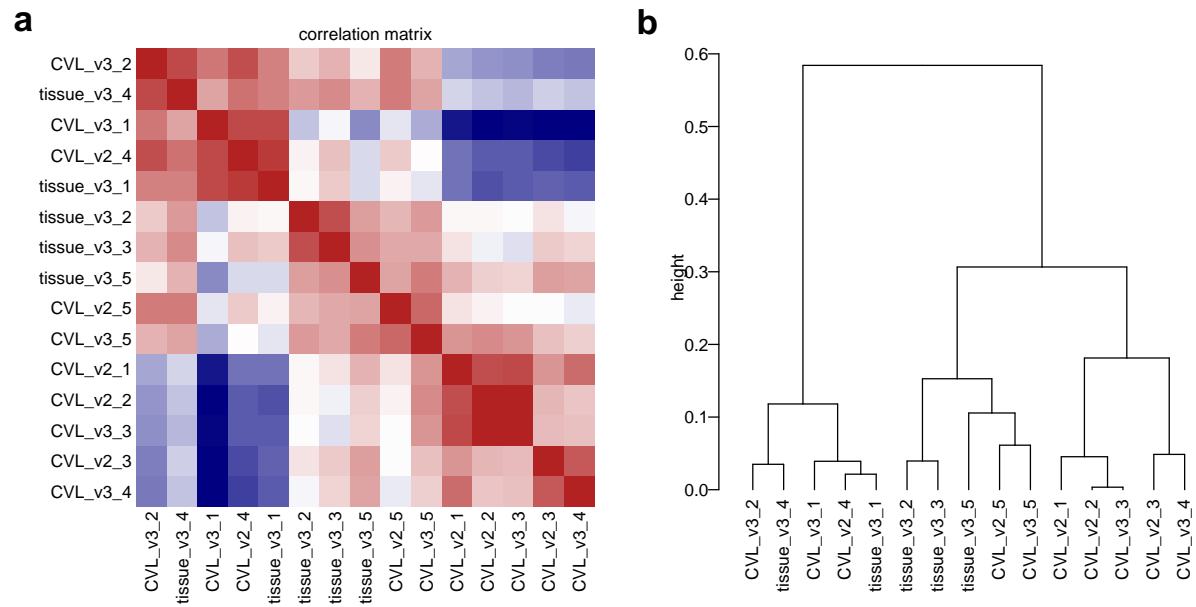 a
correlation matrix
CVL_v3_2
tissue_v3_4
CVL_v3_1
CVL_v2_4
tissue_v3_1
tissue_v3_2
tissue_v3_3
tissue_v3_5
CVL_v2_5
CVL_v3_5
CVL_v2_1
CVL_v2_2
CVL_v3_3
CVL_v2_3
CVL_v3_4
CVL_v3_2
tissue_v3_4
CVL_v3_1
CVL_v2_4
tissue_v3_1
tissue_v3_2
tissue_v3_3
tissue_v3_5
CVL_v2_5
CVL_v3_5
CVL_v2_1
CVL_v2_2
CVL_v3_3
CVL_v2_3
CVL_v3_4
b
height
0.6
0.5
0.4
0.3
0.2
0.1
0.0
CVL_v3_2
tissue_v3_4
CVL_v3_1
CVL_v2_4
tissue_v3_1
tissue_v3_2
tissue_v3_3
tissue_v3_5
CVL_v2_5
CVL_v3_5
CVL_v2_1
CVL_v2_2
CVL_v3_3
CVL_v2_3
CVL_v3_4